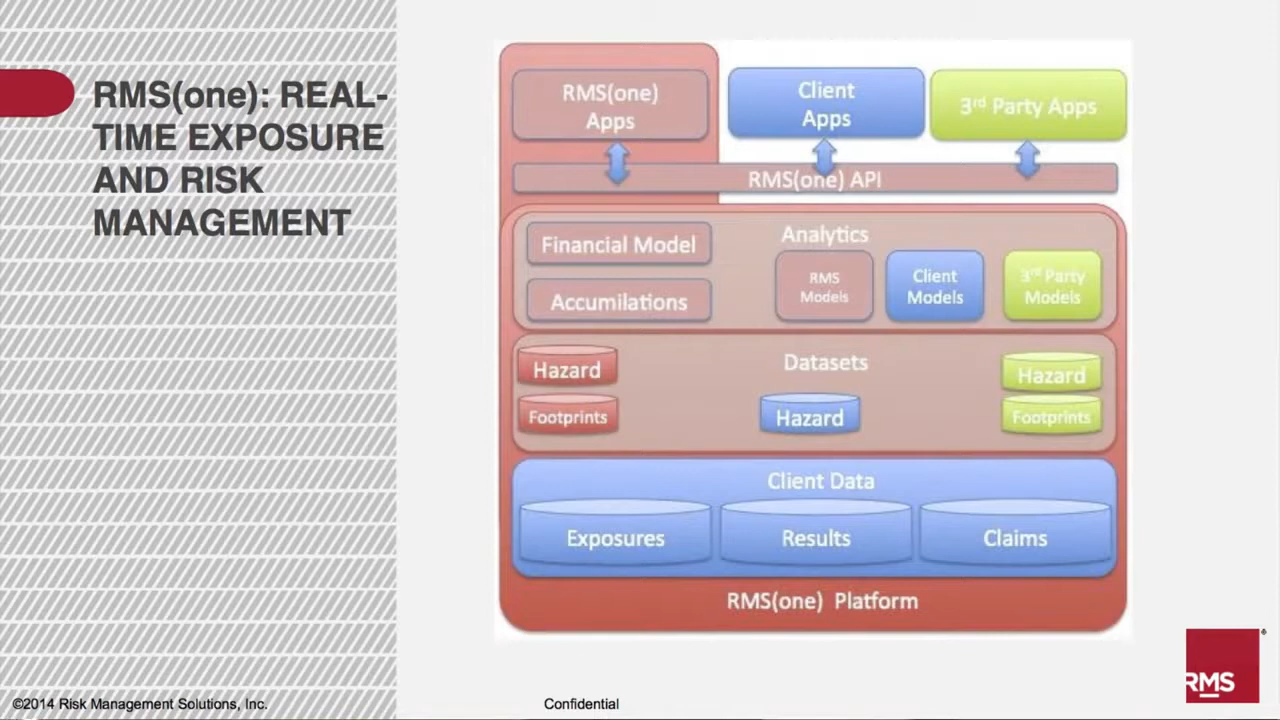 RMS(one): REAL-
TIME EXPOSURE
AND RISK
MANAGEMENT
RMS(one)
Apps
Client
Apps
3rd Party Apps
RMS(one) API
Analytics
Financial Model
Accumilations
RMS
Models
Client
Models
3rd Party
Models
Datasets
Hazard
Footprints
Hazard
Hazard
Footprints
Client Data
Exposures
Results
Claims
RMS(one) Platform
©2014 Risk Management Solutions, Inc.
Confidential
RMS
®